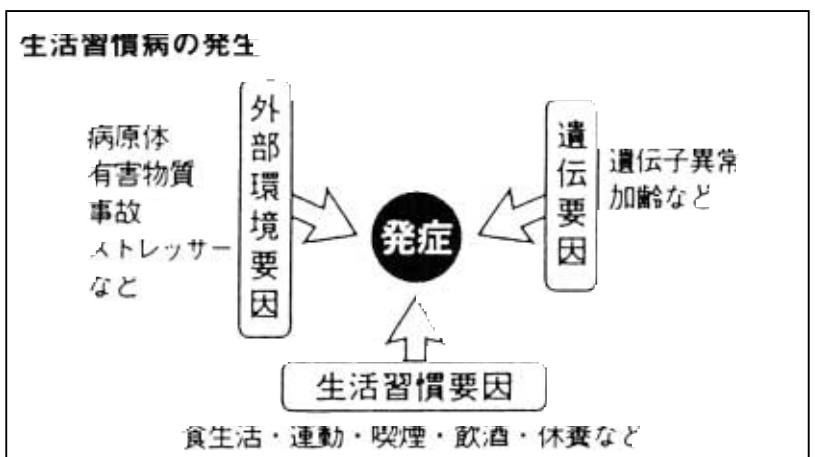 生活習慣病の発生
外部環境要因
病原体
有害物質
事故
ストレッサー
など
発症
遺伝要因
遺伝子異常
加齢など
生活習慣要因
食生活・運動・喫煙・飲酒・休養など